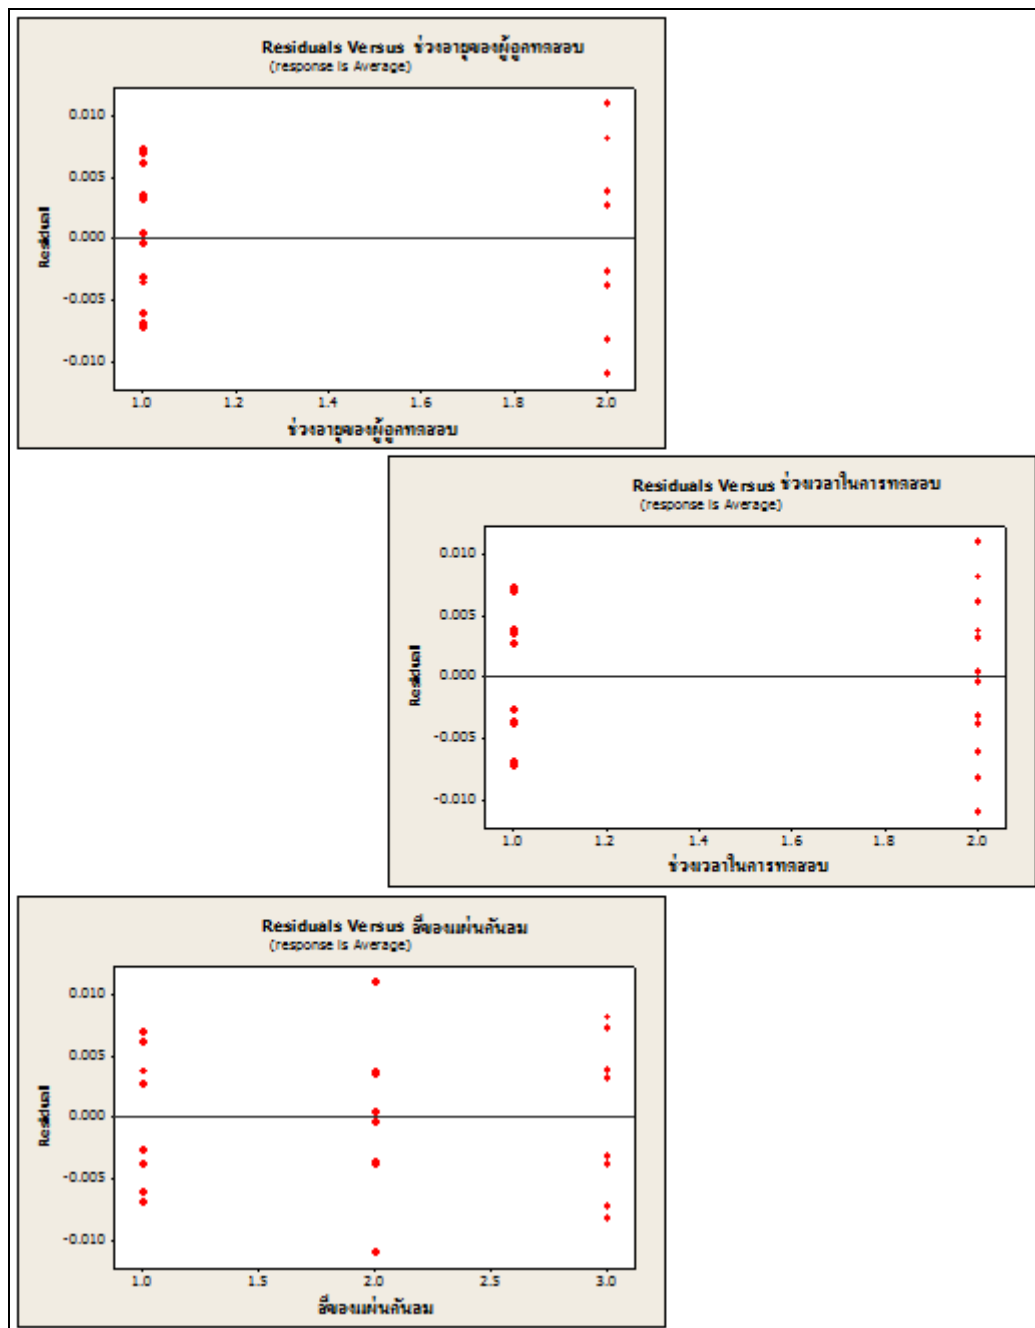 Residuals Versus ช่วงอายุของผู้ถูกทดสอบ
(response is Average)
0.010
0.005
0.000
-0.005
-0.010
Residual
1.0 1.2 1.4 1.6 1.8 2.0
ช่วงอายุของผู้ถูกทดสอบ
Residuals Versus ช่วงเวลาในการทดสอบ
(response is Average)
0.010
0.005
0.000
-0.005
-0.010
Residual
1.0 1.2 1.4 1.6 1.8 2.0
ช่วงเวลาในการทดสอบ
Residuals Versus สีของแผ่นกันลม
(response is Average)
0.010
0.005
0.000
-0.005
-0.010
Residual
1.0 1.5 2.0 2.5 3.0
สีของแผ่นกันลม